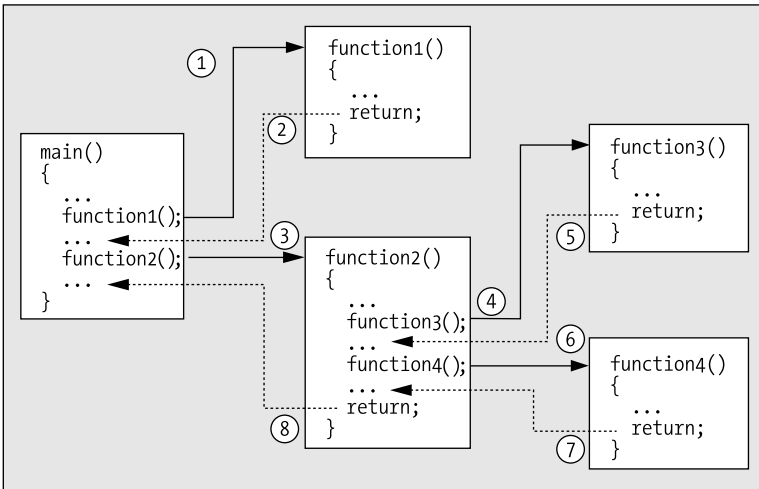 main()
{
...
function1();
...
function2();
...
}
1
function1()
{
...
return;
}
2
3
function2()
{
...
function3();
...
function4();
...
return;
}
4
function3()
{
...
return;
}
5
6
function4()
{
...
return;
}
7
8